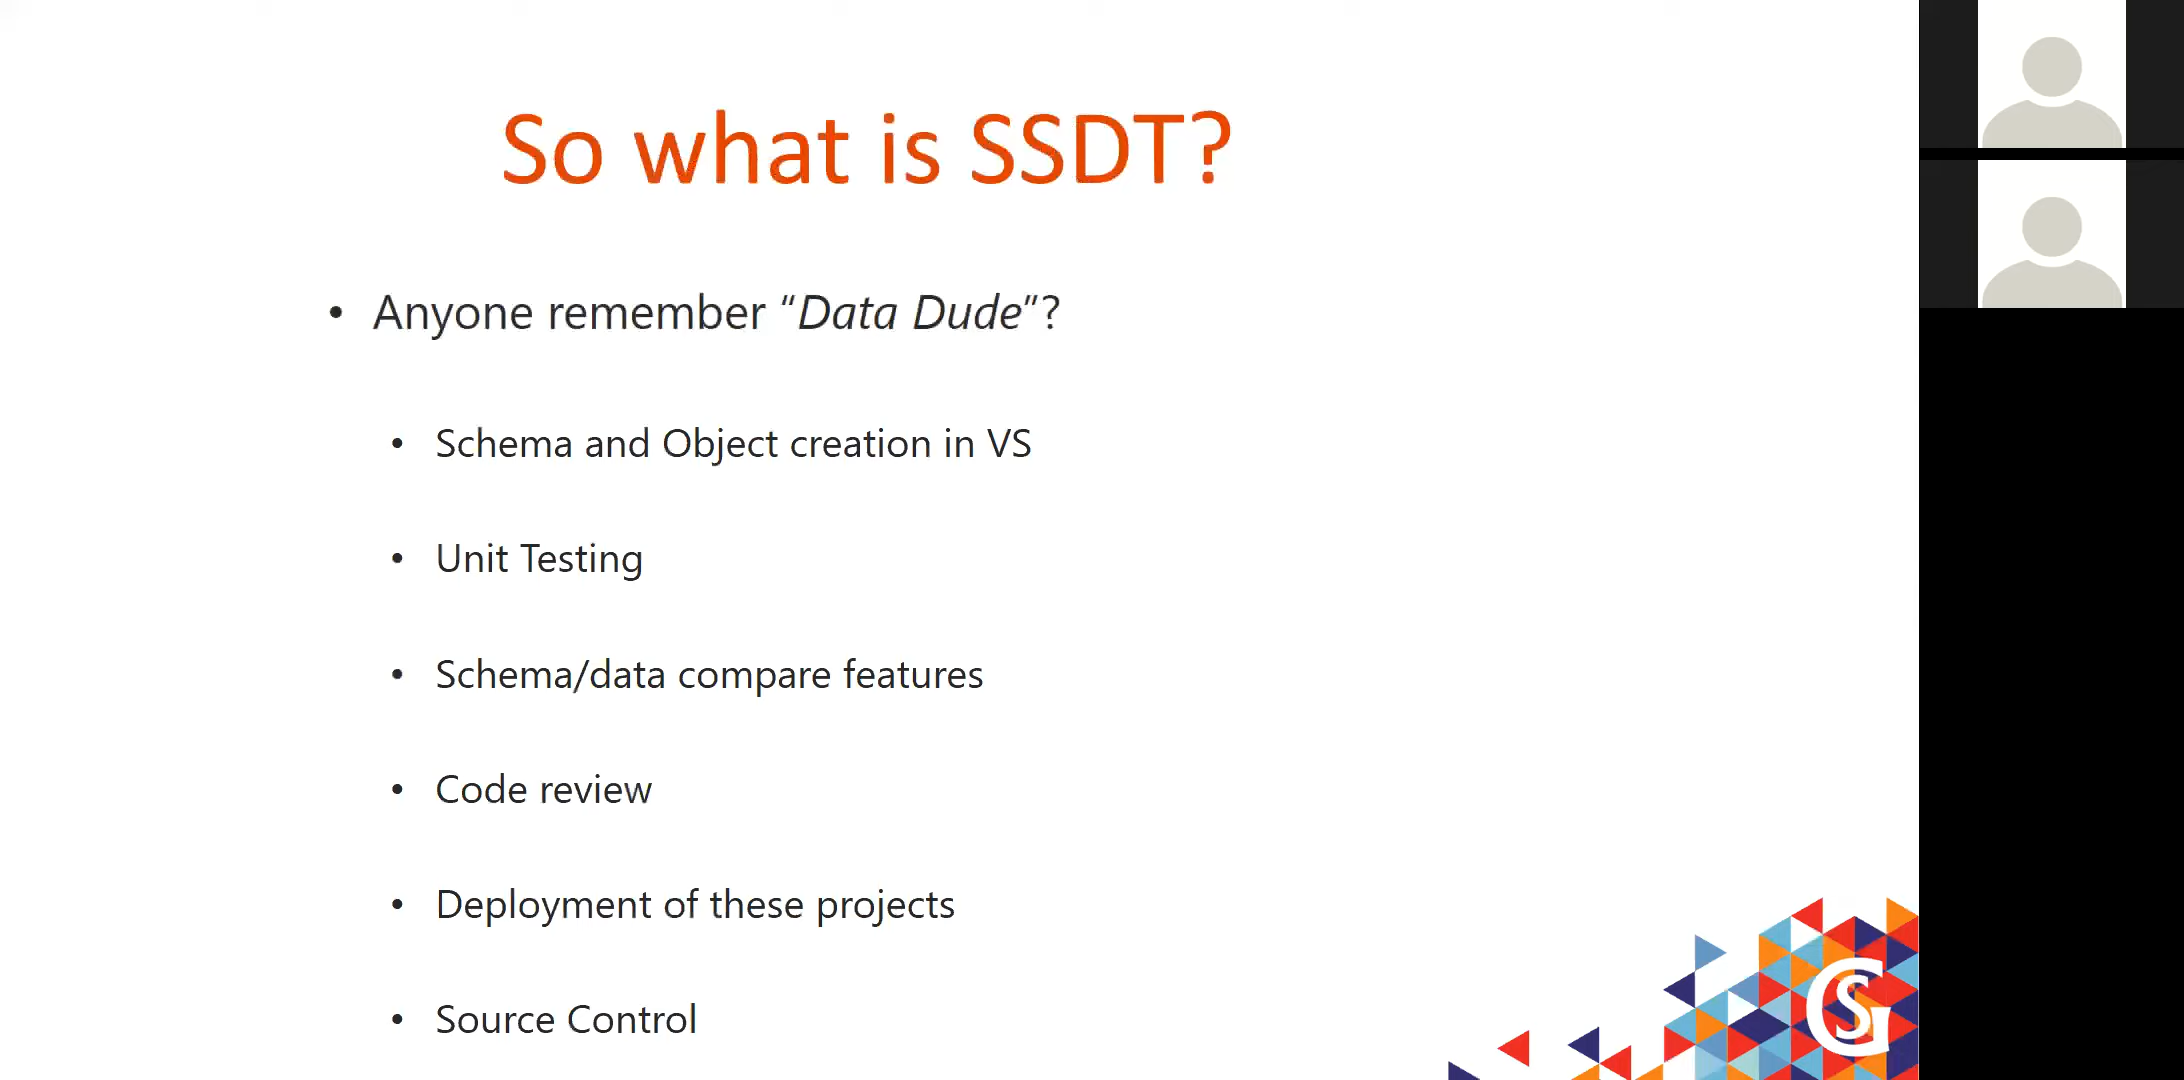 So what is SSDT?
• Anyone remember “Data Dude”?
• Schema and Object creation in VS
• Unit Testing
• Schema/data compare features
• Code review
• Deployment of these projects
• Source Control
GS